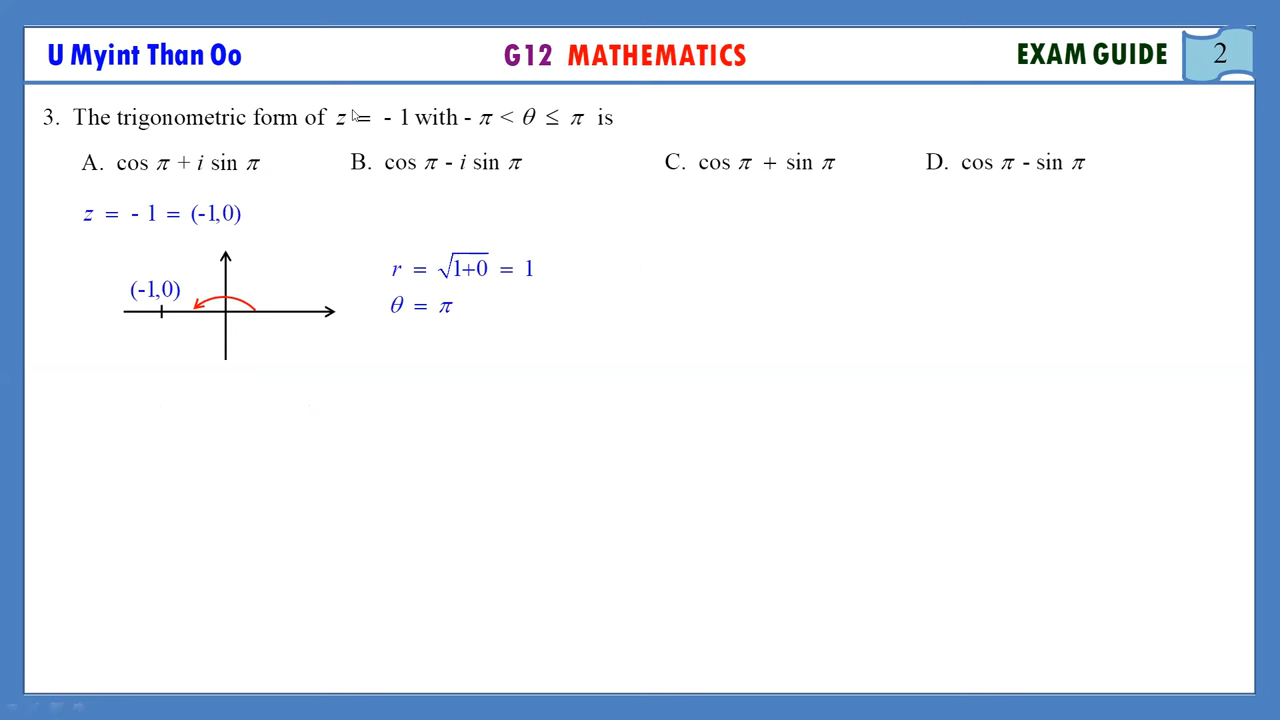 U Myint Than Oo G12 MATHEMATICS EXAM GUIDE 2
3. The trigonometric form of z = - 1 with - π < θ ≤ π is
A. cos π + i sin π B. cos π - i sin π C. cos π + sin π D. cos π - sin π
z = - 1 = (-1,0)
r = √1+0 = 1
(-1,0)
θ = π